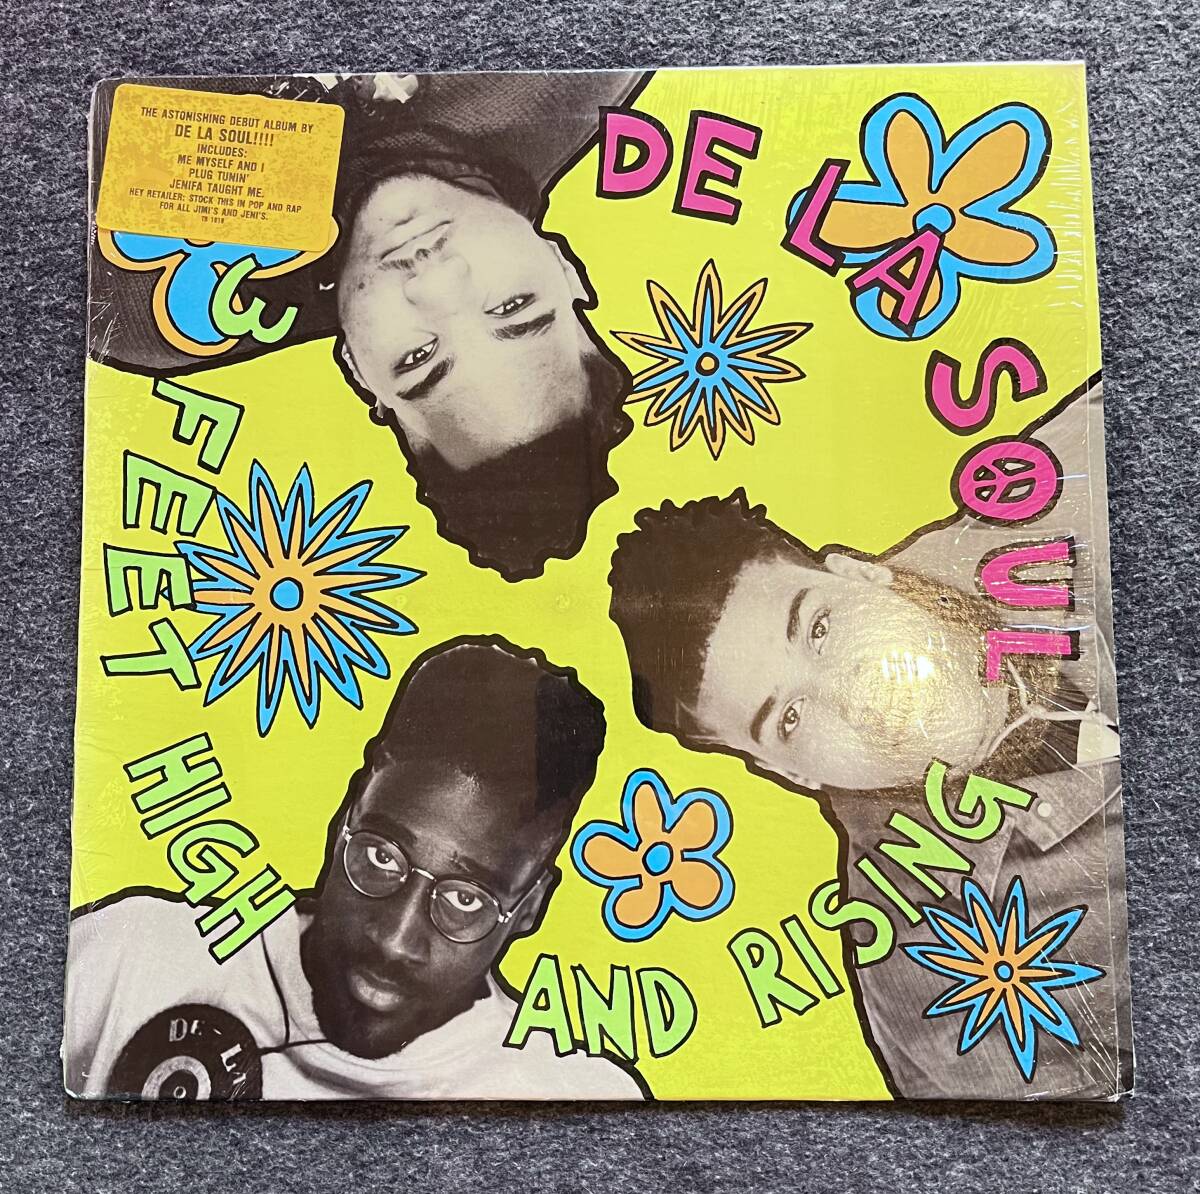 THE ASTONISHING DEBUT ALBUM BY
DE LA SOUL!!!!
INCLUDES:
ME MYSELF AND I
PLUG TUNIN'
JENIFA TAUGHT ME.
HEY RETAILER: STOCK THIS IN POP AND RAP
FOR ALL JIMI'S AND JENI'S.
TB 1019
DE LA SOUL
3 FEET HIGH AND RISING
DE LA